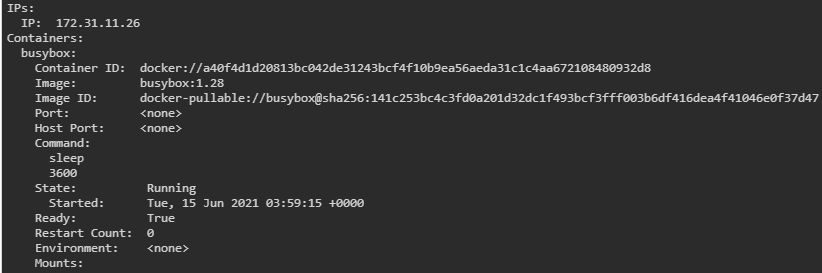 IPs:
IP: 172.31.11.26
Containers:
busybox:
Container ID: docker://a40f4d1d20813bc042de31243bcf4f10b9ea56aeda31c1c4aa672108480932d8
Image: busybox:1.28
Image ID: docker-pullable://busybox@sha256:141c253bc4c3fd0a201d32dc1f493bcf3fff003b6df416dea4f41046e0f37d47
Port: <none>
Host Port: <none>
Command:
sleep
3600
State: Running
Started: Tue, 15 Jun 2021 03:59:15 +0000
Ready: True
Restart Count: 0
Environment: <none>
Mounts: